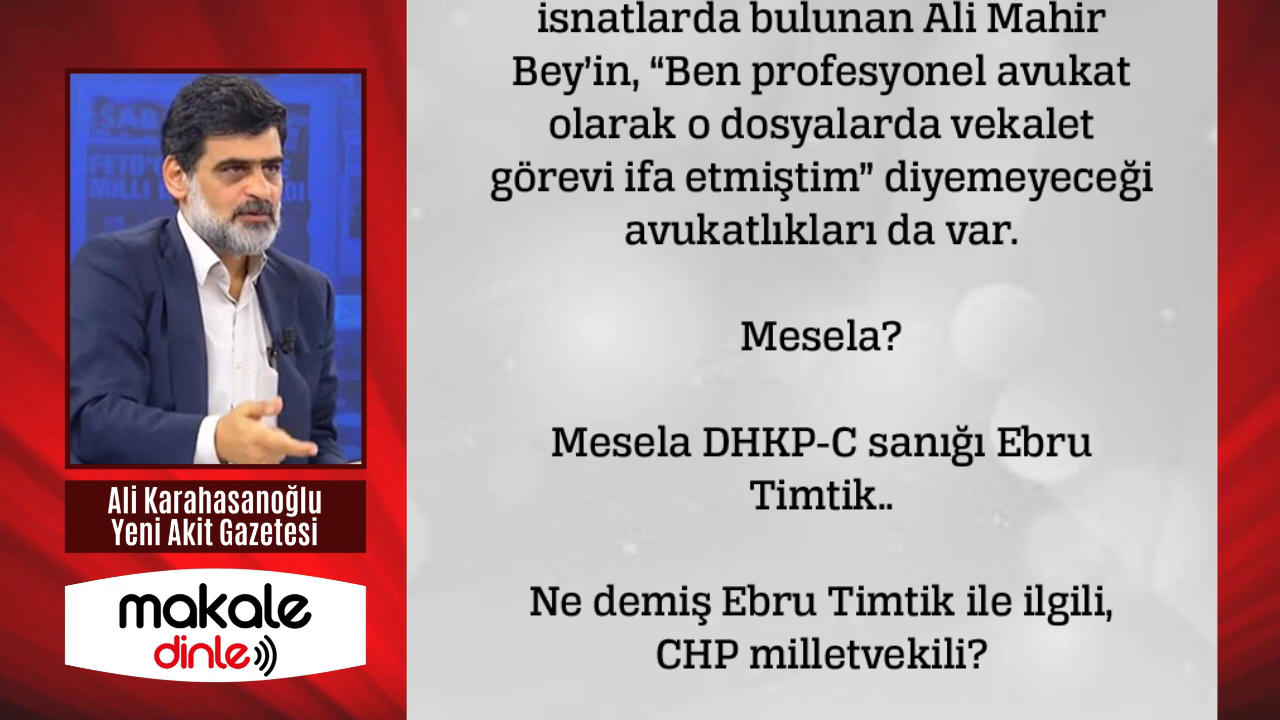 isnatlarda bulunan Ali Mahir
Bey’in, “Ben profesyonel avukat
olarak o dosyalarda vekalet
görevi ifa etmiştim” diyemeyeceği
avukatlıkları da var.
Mesela?
Mesela DHKP-C sanığı Ebru
Timtik..
Ne demiş Ebru Timtik ile ilgili,
CHP milletvekili?
Ali Karahasanoğlu
Yeni Akit Gazetesi
makale
dinle